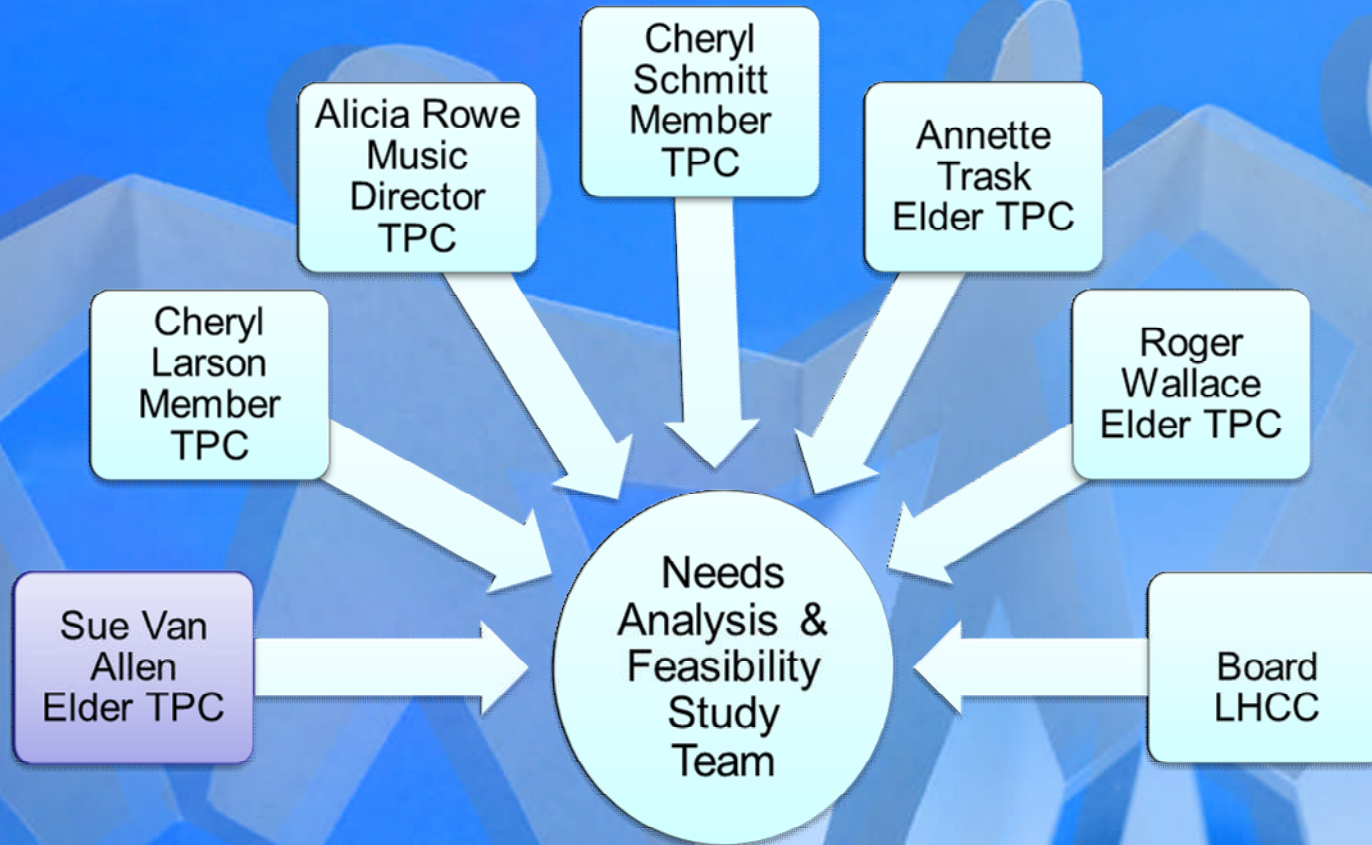 Cheryl
Schmitt
Member
TPC
Alicia Rowe
Music
Director
TPC
Annette
Trask
Elder TPC
Cheryl
Larson
Member
TPC
Roger
Wallace
Elder TPC
Sue Van
Allen
Elder TPC
Needs
Analysis &
Feasibility
Study
Team
Board
LHCC